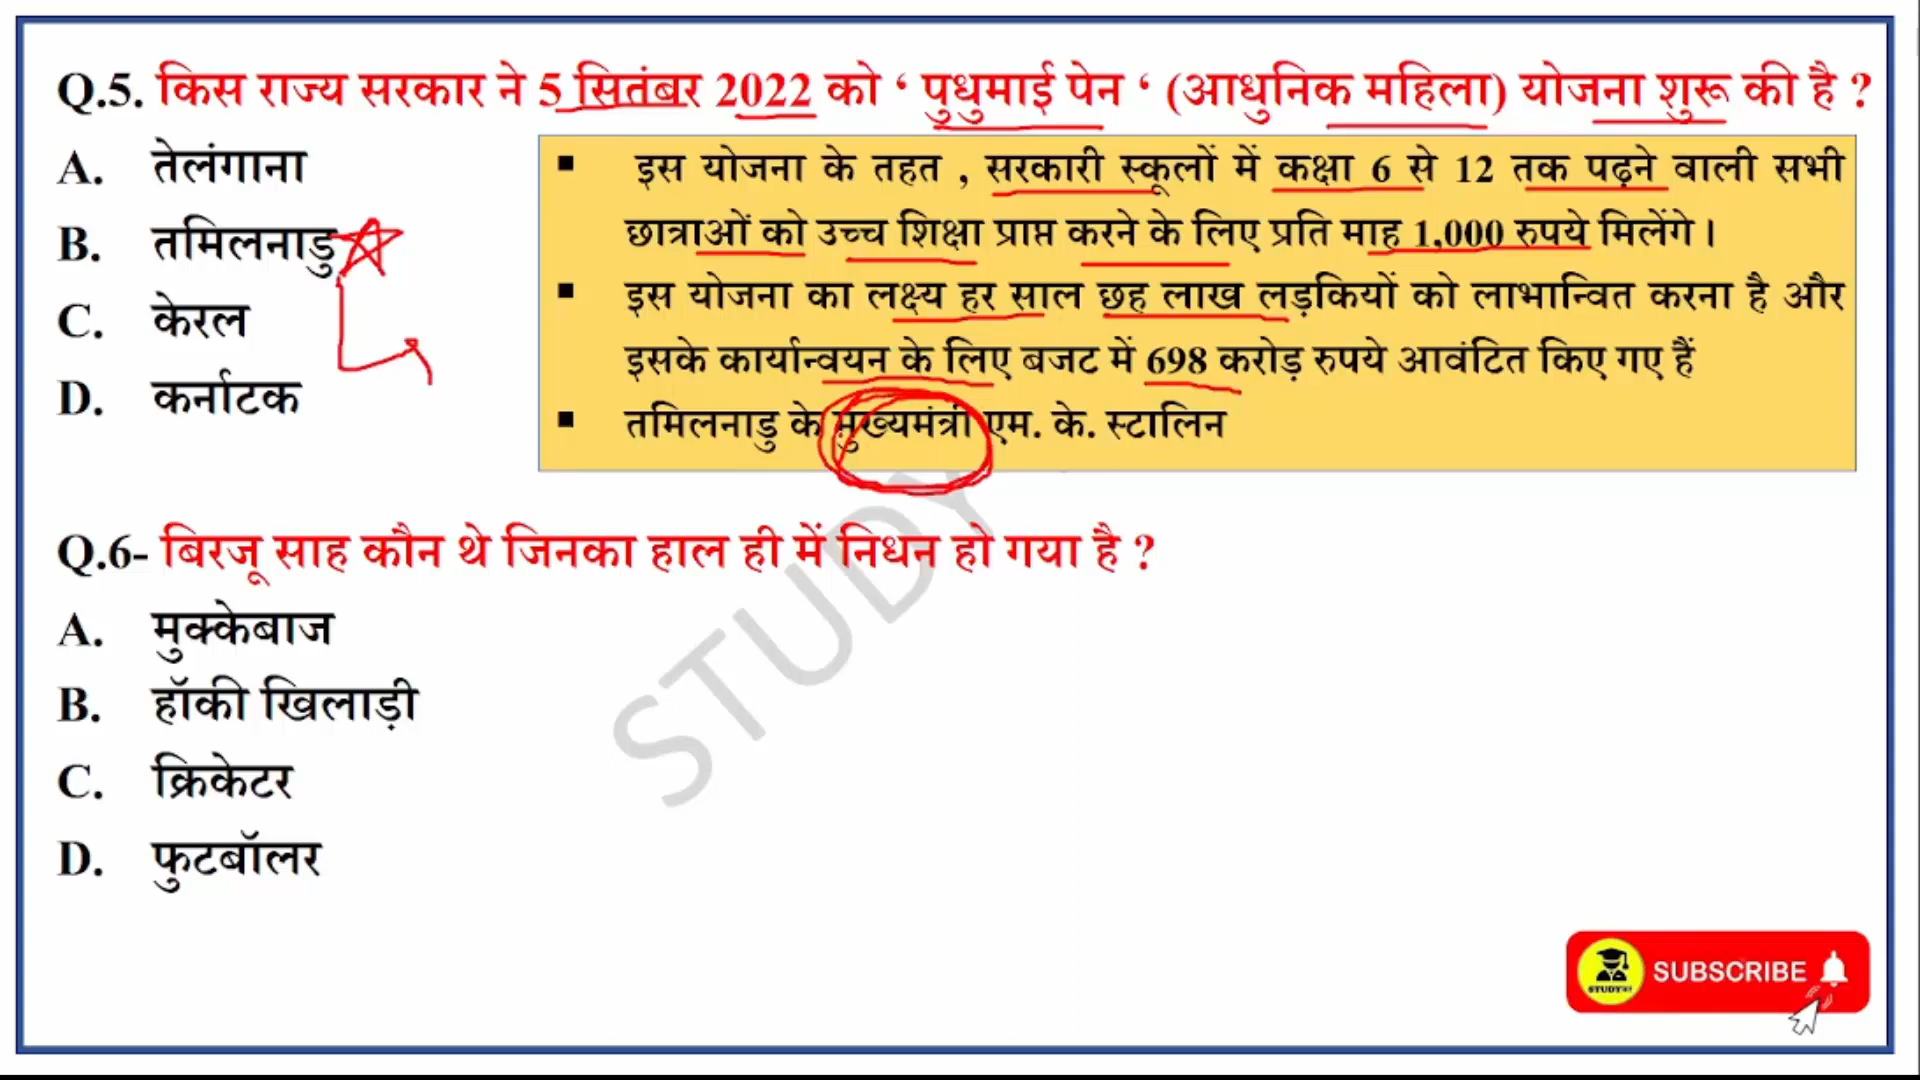 Q.5. किस राज्य सरकार ने 5 सितंबर 2022 को ‘ पुधुमाई पेन ‘ (आधुनिक महिला) योजना शुरू की है ?
A. तेलंगाना
B. तमिलनाडु
C. केरल
D. कर्नाटक
▪ इस योजना के तहत , सरकारी स्कूलों में कक्षा 6 से 12 तक पढ़ने वाली सभी
छात्राओं को उच्च शिक्षा प्राप्त करने के लिए प्रति माह 1,000 रुपये मिलेंगे ।
▪ इस योजना का लक्ष्य हर साल छह लाख लड़कियों को लाभान्वित करना है और
इसके कार्यान्वयन के लिए बजट में 698 करोड़ रुपये आवंटित किए गए हैं
▪ तमिलनाडु के मुख्यमंत्री एम. के. स्टालिन
STUDY
Q.6- बिरजू साह कौन थे जिनका हाल ही में निधन हो गया है ?
A. मुक्केबाज
B. हॉकी खिलाड़ी
C. क्रिकेटर
D. फुटबॉलर
SUBSCRIBE